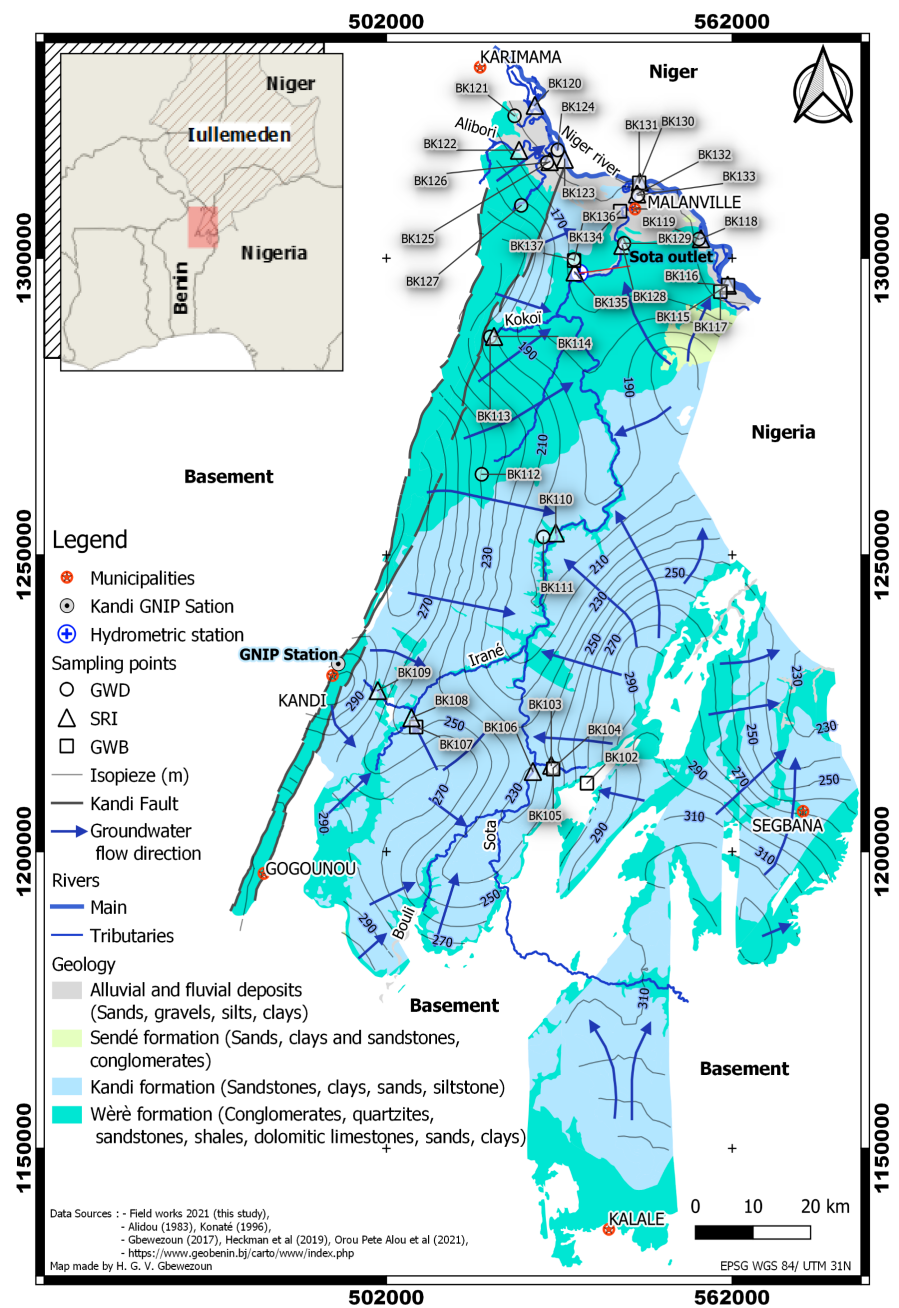 502000
562000
KARIMAMA
Niger
BK121
BK120
BK124
Niger
Iullemeden
Nigeria
Benin
Alibori
Niger river
BK131
BK130
BK122
BK132
BK126
BK133
BK123
MALANVILLE
BK136
170
BK119
BK118
BK125
BK137
BK134
BK129
Sota outlet
BK127
BK116
BK135
BK128
BK115
BK117
1300000
1300000
Kokoï
BK114
190
190
BK113
Nigeria
210
Basement
BK112
BK110
1250000
1250000
230
210
250
BK111
270
230
250
270
Irané
290
230
GNIP Station
BK109
KANDI
290
BK108
BK103
250
BK106
BK104
BK107
BK102
250
230
290
270
250
270
230
BK105
310
SEGBANA
290
Sota
290
310
1200000
1200000
GOGOUNOU
250
290
Bouli
270
Basement
310
Basement
1150000
1150000
KALALE
Legend
Municipalities
Kandi GNIP Sation
Hydrometric station
Sampling points
GWD
SRI
GWB
Isopieze (m)
Kandi Fault
Groundwater
flow direction
Rivers
Main
Tributaries
Geology
Alluvial and fluvial deposits
(Sands, gravels, silts, clays)
Sendé formation (Sands, clays and sandstones,
conglomerates)
Kandi formation (Sandstones, clays, sands, siltstone)
Wèrè formation (Conglomerates, quartzites,
sandstones, shales, dolomitic limestones, sands, clays)
0 10 20 km
Data Sources : - Field works 2021 (this study),
- Alidou (1983), Konaté (1996),
- Gbewezoun (2017), Heckman et al (2019), Orou Pete Alou et al (2021),
- https://www.geobenin.bj/carto/www/index.php
Map made by H. G. V. Gbewezoun
EPSG WGS 84/ UTM 31N
502000
562000